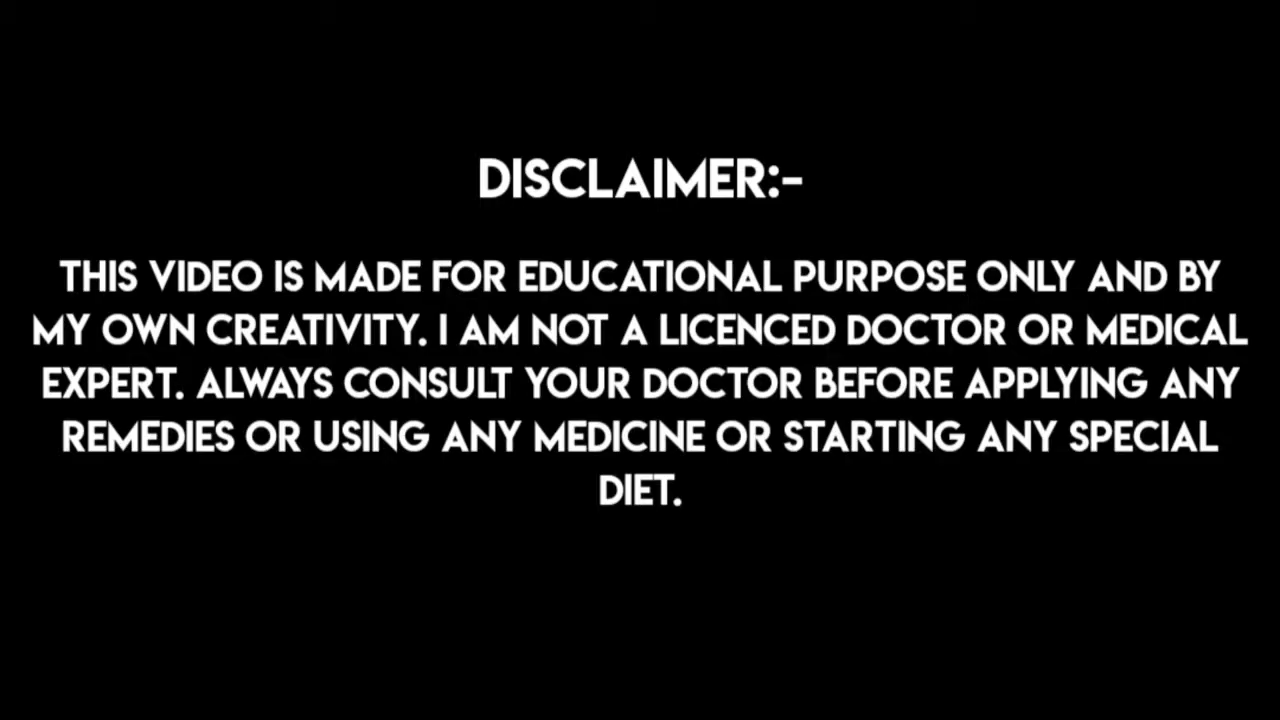 DISCLAIMER:-
THIS VIDEO IS MADE FOR EDUCATIONAL PURPOSE ONLY AND BY
MY OWN CREATIVITY. I AM NOT A LICENCED DOCTOR OR MEDICAL
EXPERT. ALWAYS CONSULT YOUR DOCTOR BEFORE APPLYING ANY
REMEDIES OR USING ANY MEDICINE OR STARTING ANY SPECIAL
DIET.